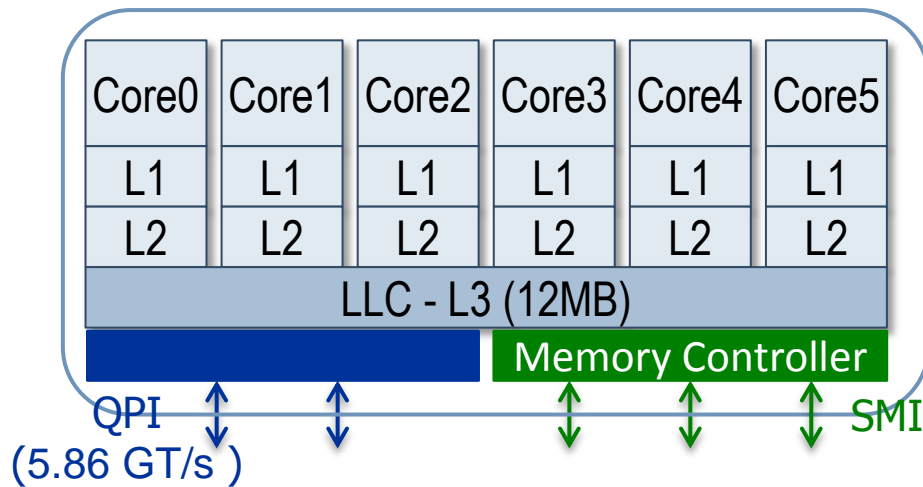 Core0 Core1 Core2 Core3 Core4 Core5
L1 L1 L1 L1 L1 L1
L2 L2 L2 L2 L2 L2
LLC - L3 (12MB)
Memory Controller
QPI SMI
(5.86 GT/s )